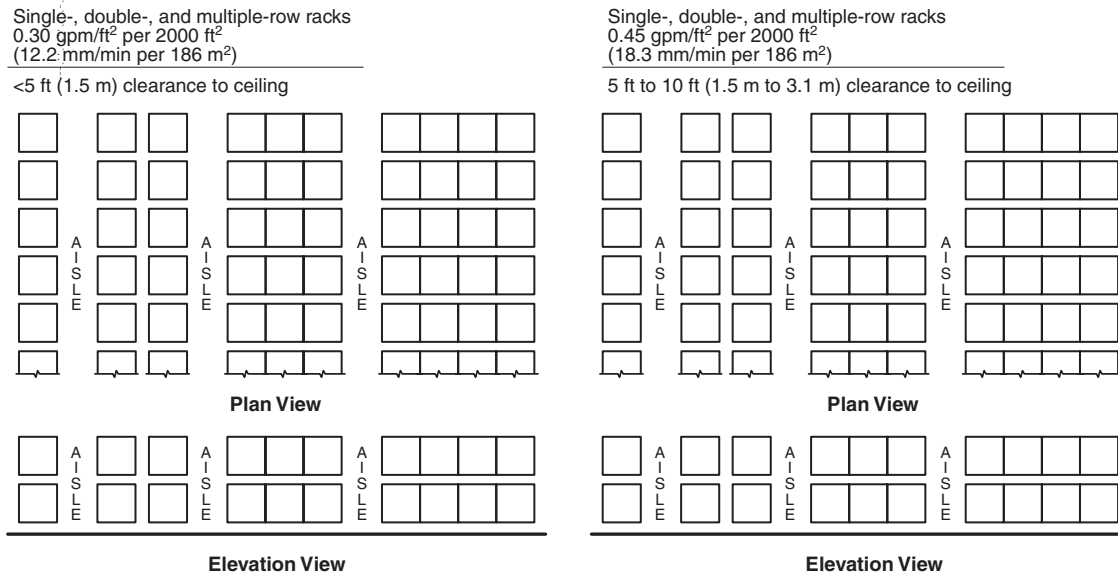 Single-, double-, and multiple-row racks
0.30 gpm/ft² per 2000 ft²
(12.2 mm/min per 186 m²)
<5 ft (1.5 m) clearance to ceiling
AISLE
AISLE
AISLE
Plan View
AISLE
AISLE
AISLE
Elevation View
Single-, double-, and multiple-row racks
0.45 gpm/ft² per 2000 ft²
(18.3 mm/min per 186 m²)
5 ft to 10 ft (1.5 m to 3.1 m) clearance to ceiling
AISLE
AISLE
AISLE
Plan View
AISLE
AISLE
AISLE
Elevation View